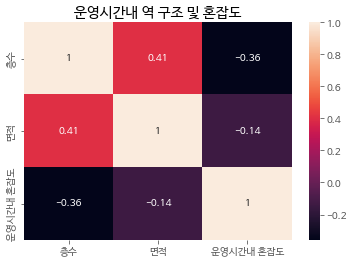 운영시간내 역 구조 및 혼잡도
층수
1
0.41
-0.36
면적
0.41
1
-0.14
운영시간내 혼잡도
-0.36
-0.14
1
층수
면적
운영시간내 혼잡도
1.0
0.8
0.6
0.4
0.2
0.0
-0.2